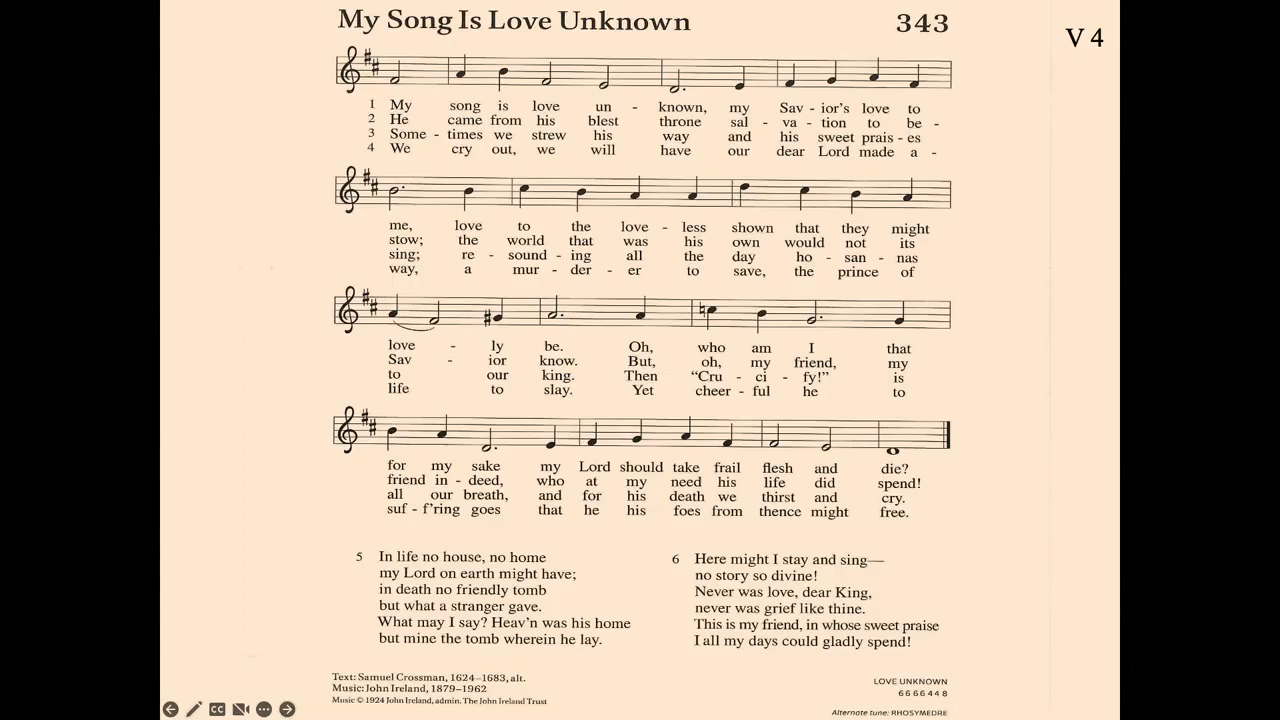 My Song Is Love Unknown 343
V 4
1 My song is love un - known, my Sav - ior's love to
2 He came from his blest throne sal - va - tion to be -
3 Some - times we strew his way and his sweet prais - es
4 We cry out, we will have our dear Lord made a -
me, love to the love - less shown that they might
stow; the world that was his own would not its
sing; re - sound - ing all the day ho - san - nas
way, a mur - der - er to save, the prince of
love - ly be. Oh, who am I that
Sav - ior know. But, oh, my friend, my
to our king. Then “Cru - ci - fy!” is
life to slay. Yet cheer - ful he to
for my sake my Lord should take frail flesh and die?
friend in - deed, who at my need his life did spend!
all our breath, and for his death we thirst and cry.
suf - f'ring goes that he his foes from thence might free.
5 In life no house, no home
my Lord on earth might have;
in death no friendly tomb
but what a stranger gave.
What may I say? Heav'n was his home
but mine the tomb wherein he lay.
6 Here might I stay and sing—
no story so divine!
Never was love, dear King,
never was grief like thine.
This is my friend, in whose sweet praise
I all my days could gladly spend!
Text: Samuel Crossman, 1624–1683, alt.
Music: John Ireland, 1879–1962
Music © 1924 John Ireland, admin. The John Ireland Trust
LOVE UNKNOWN
6 6 6 6 4 4 8
Alternate tune: RHOSYMEDRE
CC